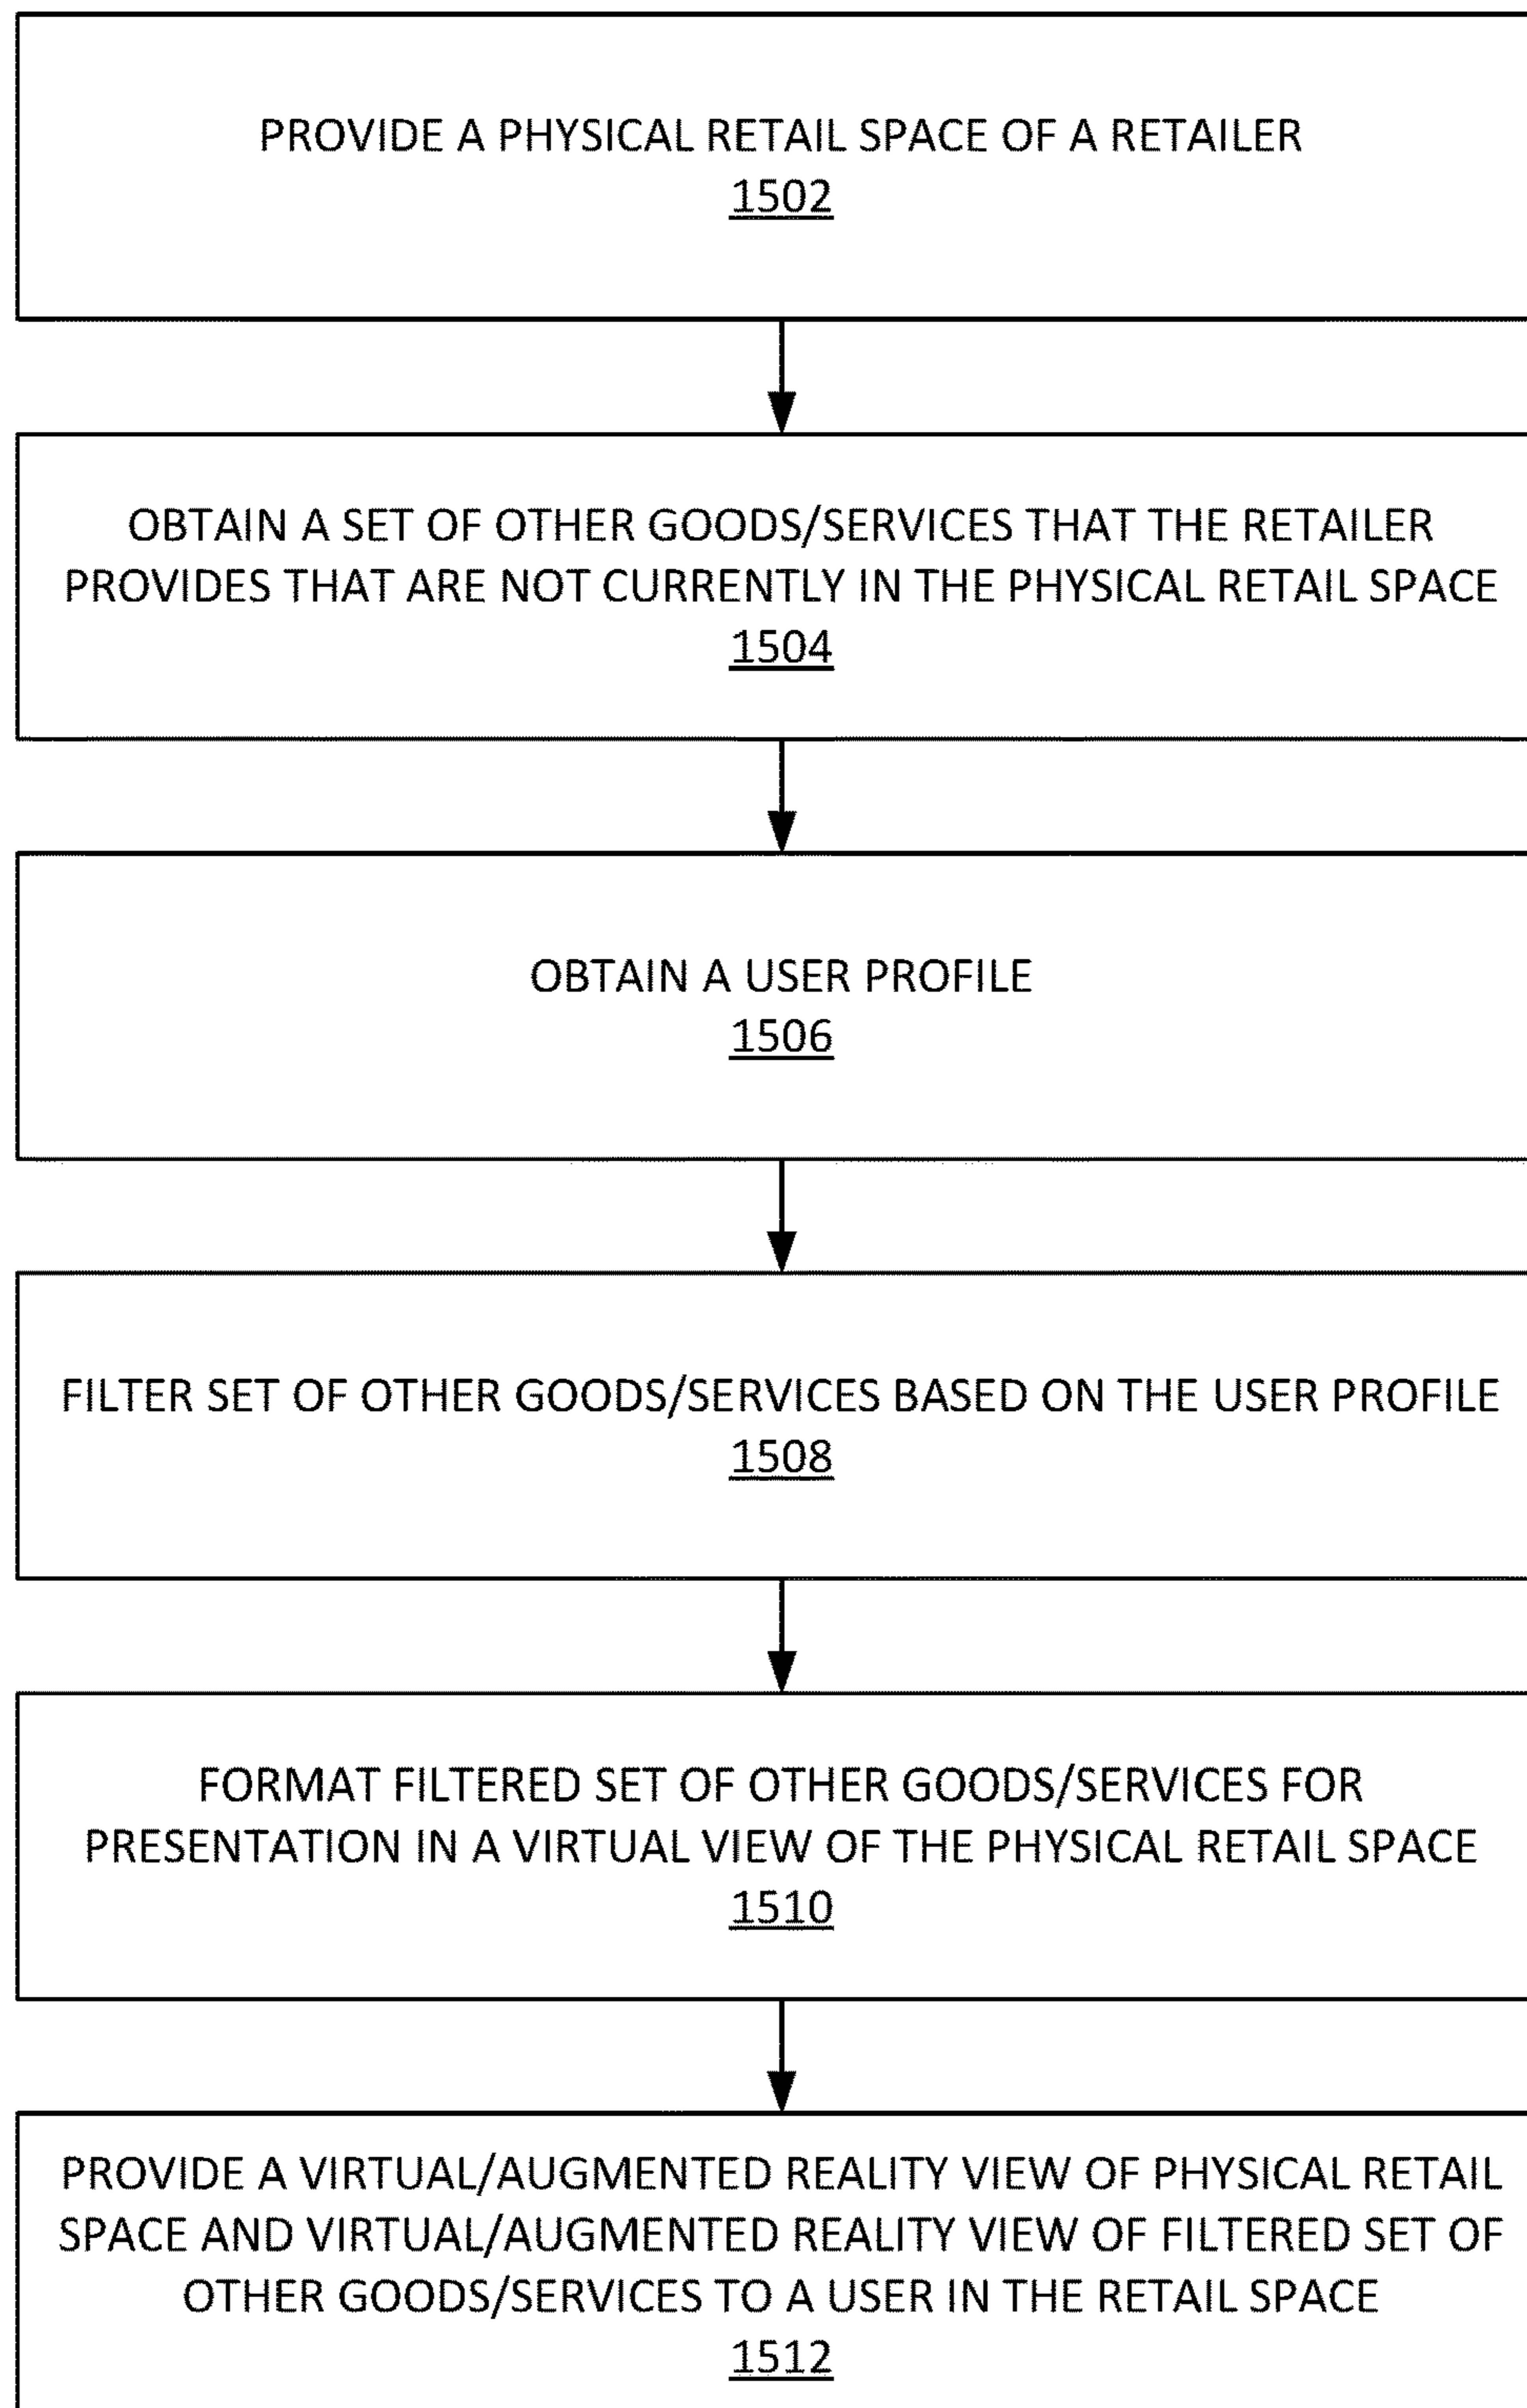 PROVIDE A PHYSICAL RETAIL SPACE OF A RETAILER
1502
OBTAIN A SET OF OTHER GOODS/SERVICES THAT THE RETAILER
PROVIDES THAT ARE NOT CURRENTLY IN THE PHYSICAL RETAIL SPACE
1504
OBTAIN A USER PROFILE
1506
FILTER SET OF OTHER GOODS/SERVICES BASED ON THE USER PROFILE
1508
FORMAT FILTERED SET OF OTHER GOODS/SERVICES FOR
PRESENTATION IN A VIRTUAL VIEW OF THE PHYSICAL RETAIL SPACE
1510
PROVIDE A VIRTUAL/AUGMENTED REALITY VIEW OF PHYSICAL RETAIL
SPACE AND VIRTUAL/AUGMENTED REALITY VIEW OF FILTERED SET OF
OTHER GOODS/SERVICES TO A USER IN THE RETAIL SPACE
1512